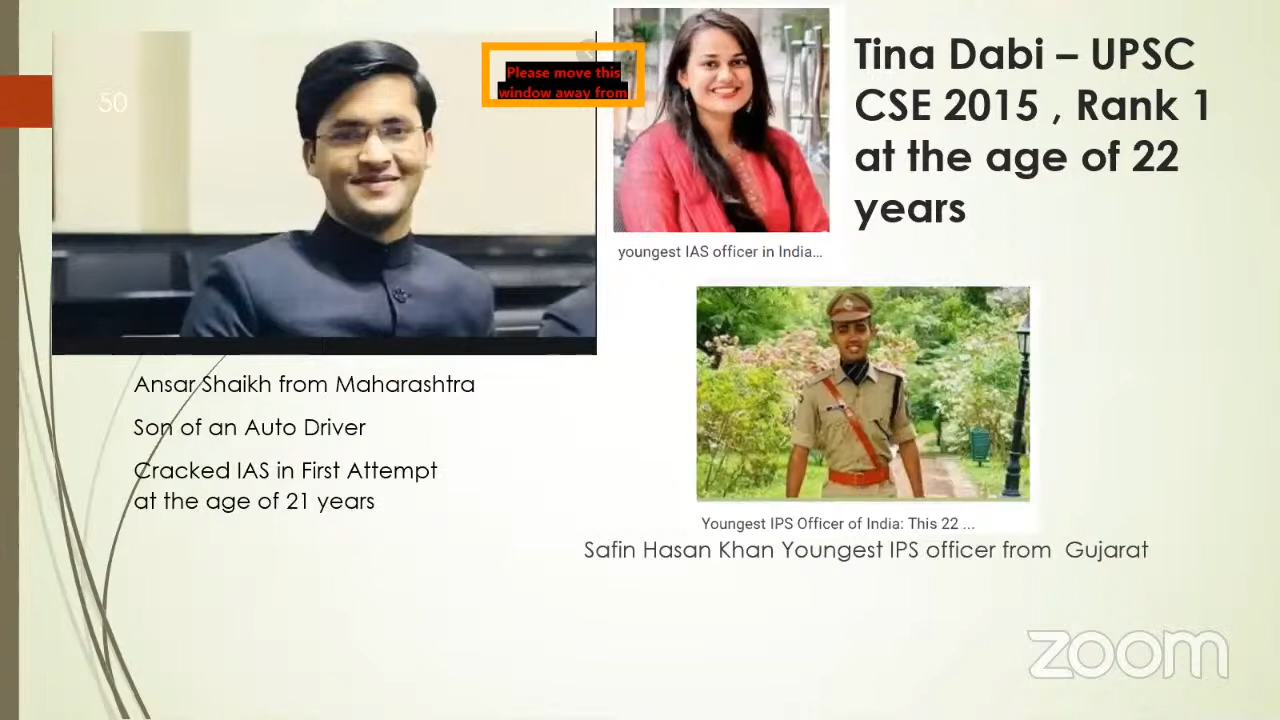 50
Please move this
window away from
Tina Dabi – UPSC
CSE 2015 , Rank 1
at the age of 22
years
youngest IAS officer in India...
Ansar Shaikh from Maharashtra
Son of an Auto Driver
Cracked IAS in First Attempt
at the age of 21 years
Youngest IPS Officer of India: This 22 ...
Safin Hasan Khan Youngest IPS officer from Gujarat
zoom